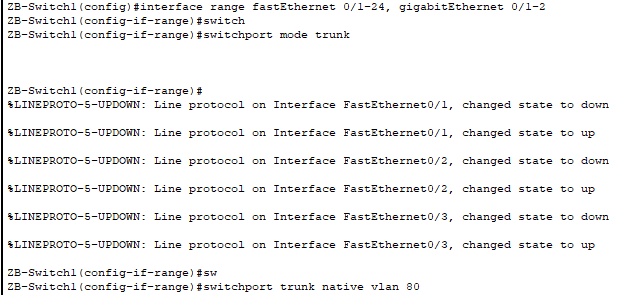 ZB-Switch1(config)#interface range fastEthernet 0/1-24, gigabitEthernet 0/1-2
ZB-Switch1(config-if-range)#switch
ZB-Switch1(config-if-range)#switchport mode trunk
ZB-Switch1(config-if-range)#
%LINEPROTO-5-UPDOWN: Line protocol on Interface FastEthernet0/1, changed state to down
%LINEPROTO-5-UPDOWN: Line protocol on Interface FastEthernet0/1, changed state to up
%LINEPROTO-5-UPDOWN: Line protocol on Interface FastEthernet0/2, changed state to down
%LINEPROTO-5-UPDOWN: Line protocol on Interface FastEthernet0/2, changed state to up
%LINEPROTO-5-UPDOWN: Line protocol on Interface FastEthernet0/3, changed state to down
%LINEPROTO-5-UPDOWN: Line protocol on Interface FastEthernet0/3, changed state to up
ZB-Switch1(config-if-range)#sw
ZB-Switch1(config-if-range)#switchport trunk native vlan 80